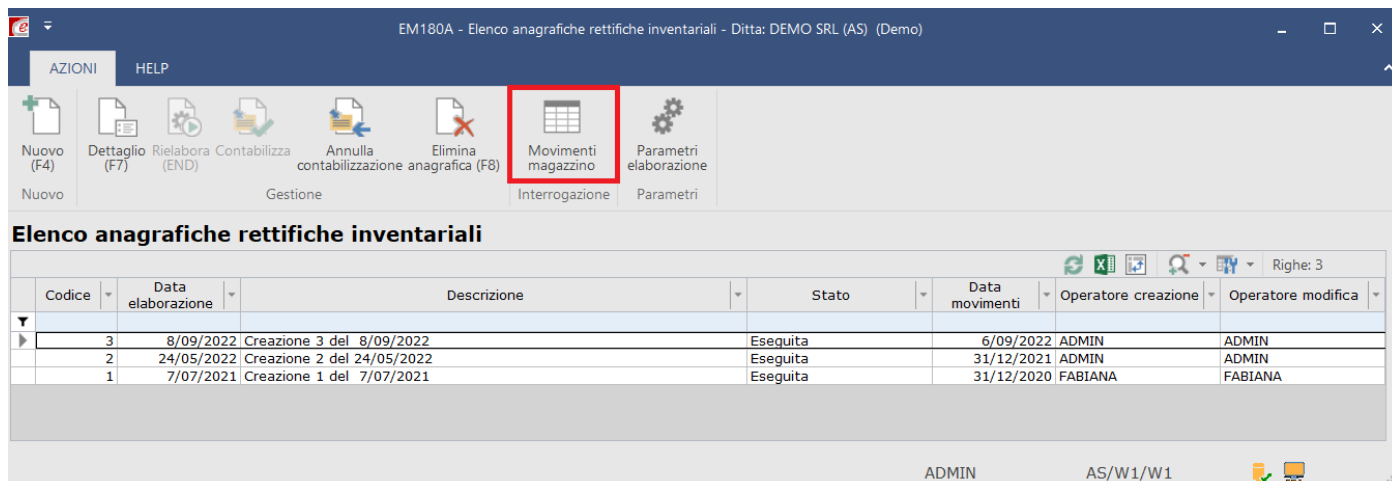 EM180A - Elenco anagrafiche rettifiche inventariali - Ditta: DEMO SRL (AS) (Demo)
AZIONI HELP
Nuovo (F4) Dettaglio (F7) Rielabora (END) Contabilizza Annulla contabilizzazione Elimina anagrafica (F8) Movimenti magazzino Parametri elaborazione
Nuovo Gestione Interrogazione Parametri
Elenco anagrafiche rettifiche inventariali
Righe: 3
Codice Data elaborazione Descrizione Stato Data movimenti Operatore creazione Operatore modifica
3 8/09/2022 Creazione 3 del 8/09/2022 Eseguita 6/09/2022 ADMIN ADMIN
2 24/05/2022 Creazione 2 del 24/05/2022 Eseguita 31/12/2021 ADMIN ADMIN
1 7/07/2021 Creazione 1 del 7/07/2021 Eseguita 31/12/2020 FABIANA FABIANA
ADMIN AS/W1/W1